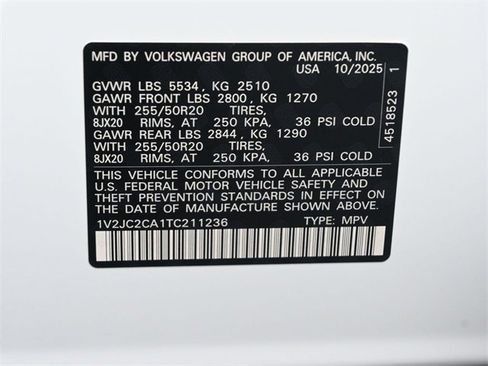 MFD BY VOLKSWAGEN GROUP OF AMERICA, INC.
USA 10/2025
GVWR LBS 5534 , KG 2510
GAWR FRONT LBS 2800 , KG 1270
WITH 255/50R20 TIRES,
8JX20 RIMS, AT 250 KPA, 36 PSI COLD
GAWR REAR LBS 2844 , KG 1290
WITH 255/50R20 TIRES,
8JX20 RIMS, AT 250 KPA, 36 PSI COLD
THIS VEHICLE CONFORMS TO ALL APPLICABLE
U.S. FEDERAL MOTOR VEHICLE SAFETY AND
THEFT PREVENTION STANDARDS IN EFFECT
ON THE DATE OF MANUFACTURE SHOWN ABOVE.
1V2JC2CA1TC211236 TYPE: MPV
4518523 1